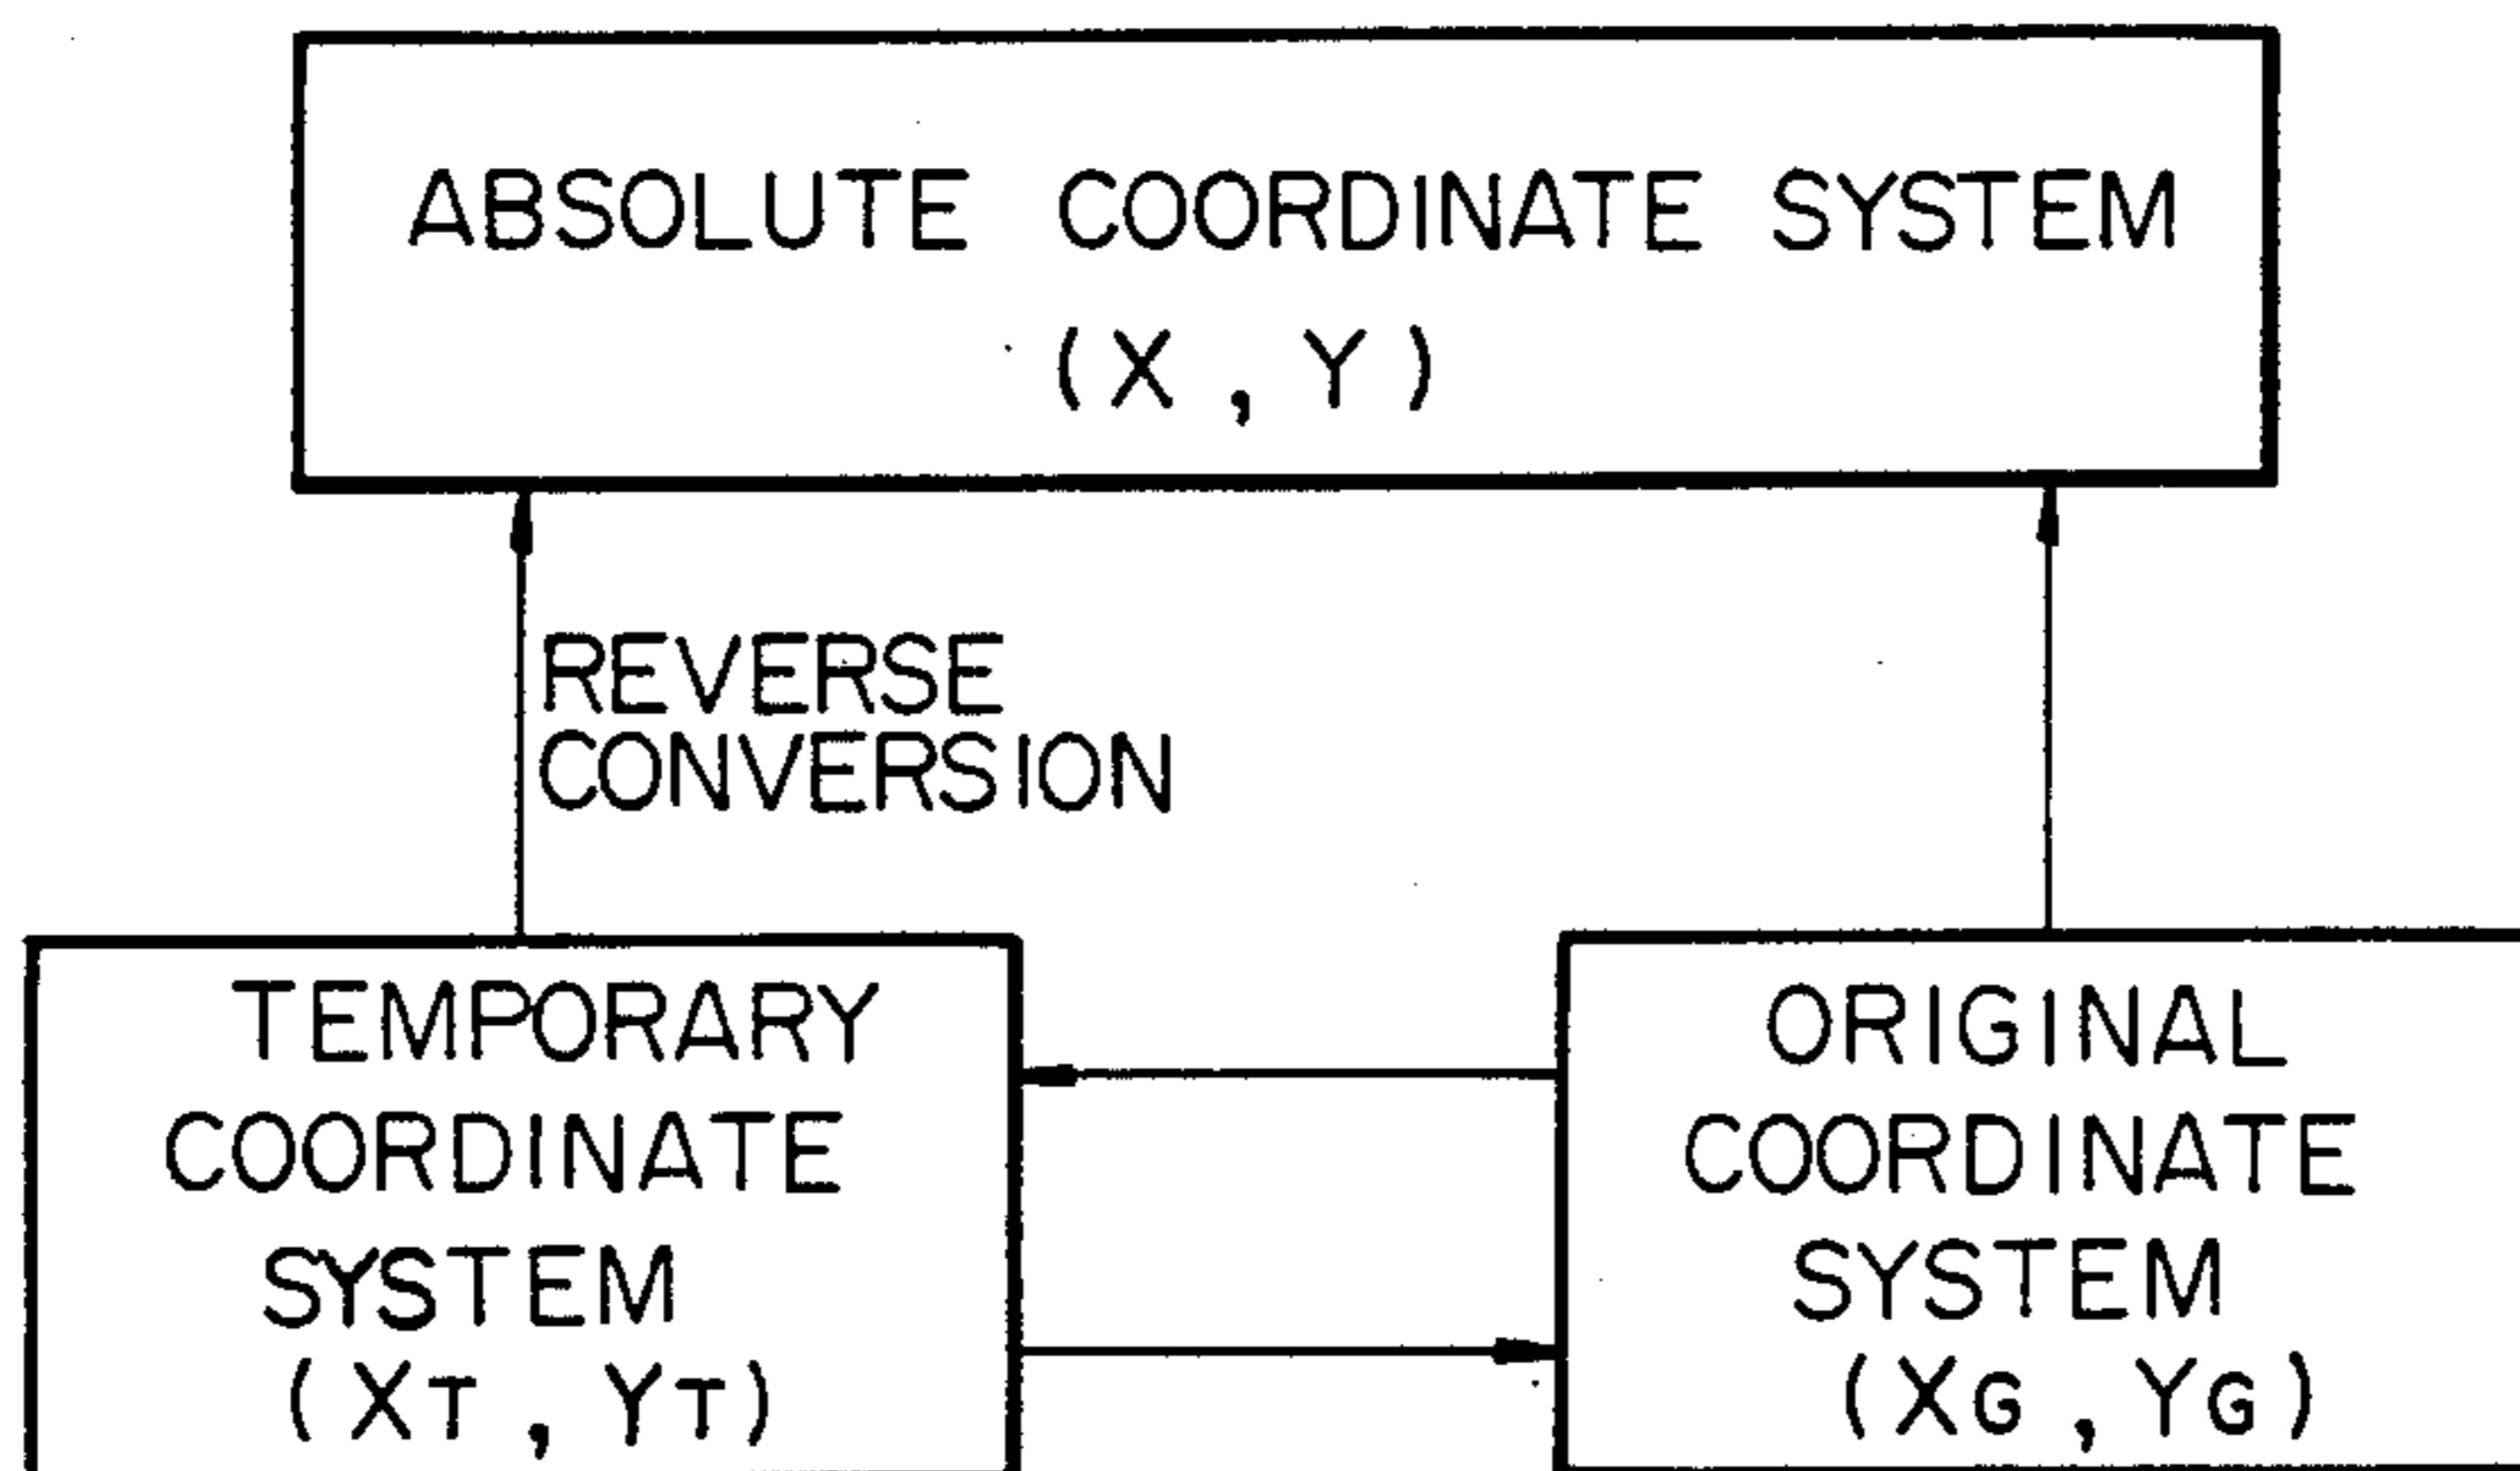 ABSOLUTE COORDINATE SYSTEM
(X, Y)
REVERSE
CONVERSION
TEMPORARY
COORDINATE
SYSTEM
(XT, YT)
ORIGINAL
COORDINATE
SYSTEM
(XG, YG)